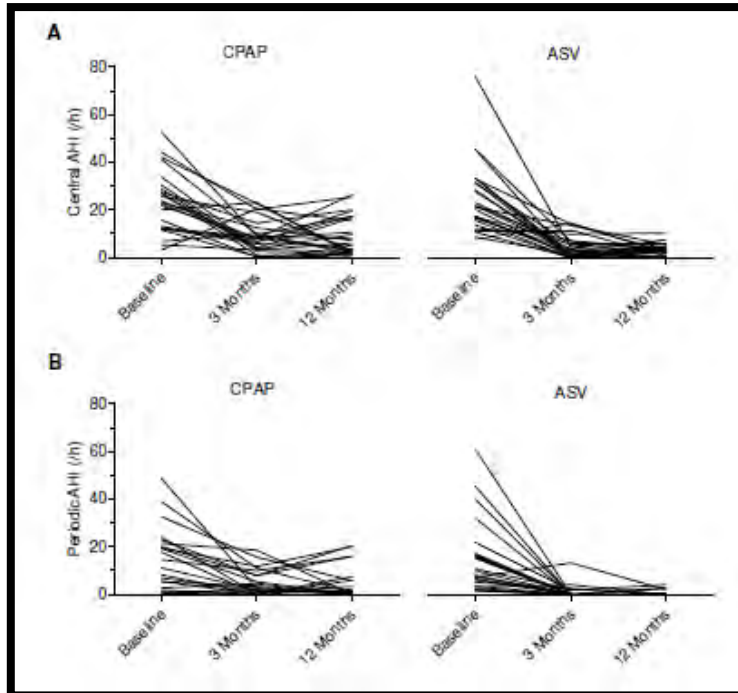 A
CPAP
ASV
Central AHI (/h)
80
60
40
20
0
Baseline
3 Months
12 Months
Baseline
3 Months
12 Months
B
CPAP
ASV
Periodic AHI (/h)
80
60
40
20
0
Baseline
3 Months
12 Months
Baseline
3 Months
12 Months